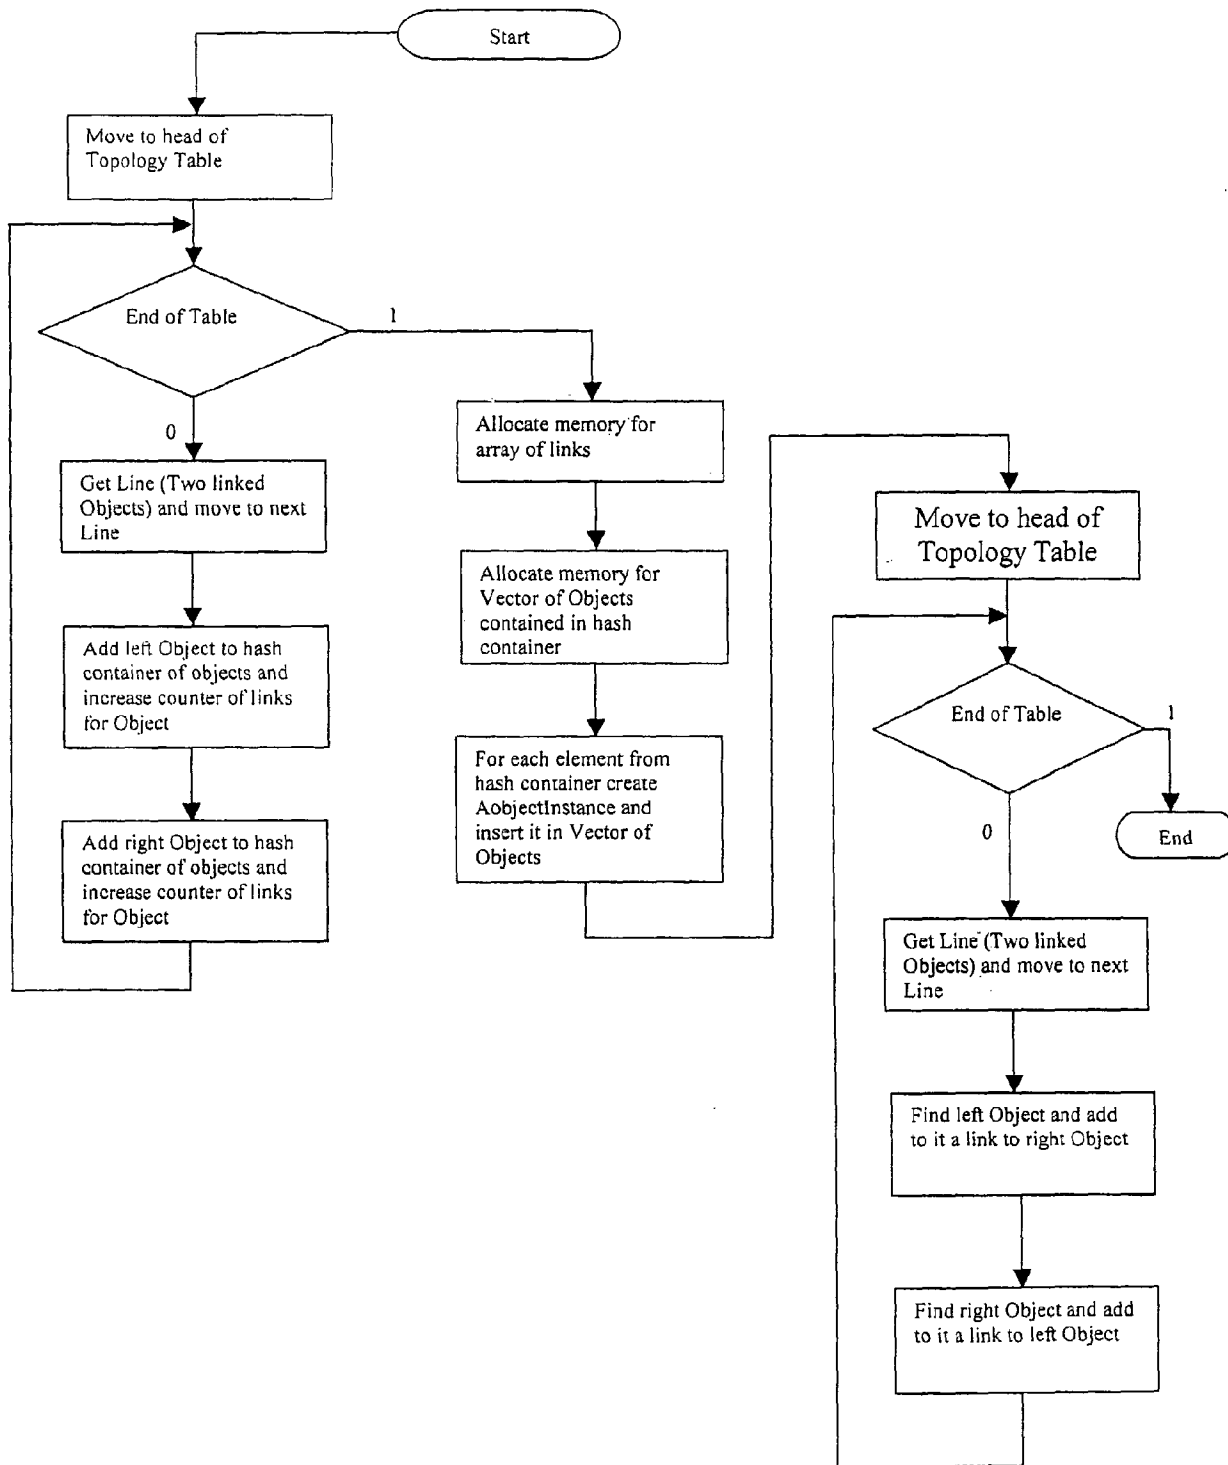 Start
Move to head of
Topology Table
End of Table
1
0
Get Line (Two linked
Objects) and move to next
Line
Add left Object to hash
container of objects and
increase counter of links
for Object
Add right Object to hash
container of objects and
increase counter of links
for Object
Allocate memory for
array of links
Allocate memory for
Vector of Objects
contained in hash
container
For each element from
hash container create
AobjectInstance and
insert it in Vector of
Objects
Move to head of
Topology Table
End of Table
1
0
End
Get Line (Two linked
Objects) and move to next
Line
Find left Object and add
to it a link to right Object
Find right Object and add
to it a link to left Object